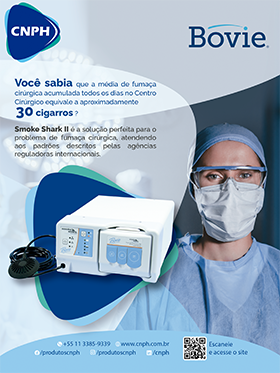 CNPH
Bovie
Você sabia que a média de fumaça
cirúrgica acumulada todos os dias no Centro
Cirúrgico equivale a aproximadamente
30 cigarros ?
Smoke Shark II é a solução perfeita para o
problema de fumaça cirúrgica, atendendo
aos padrões descritos pelas agências
reguladoras internacionais.
+55 11 3385-9339 www.cnph.com.br
/produtoscnph /produtoscnph /cnph
Escaneie
e acesse o site